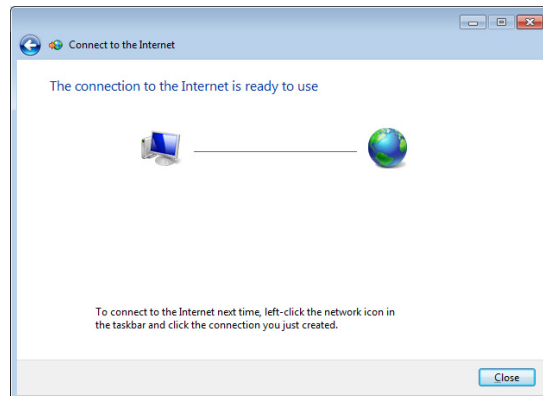 Connect to the Internet
The connection to the Internet is ready to use
To connect to the Internet next time, left-click the network icon in
the taskbar and click the connection you just created.
Close